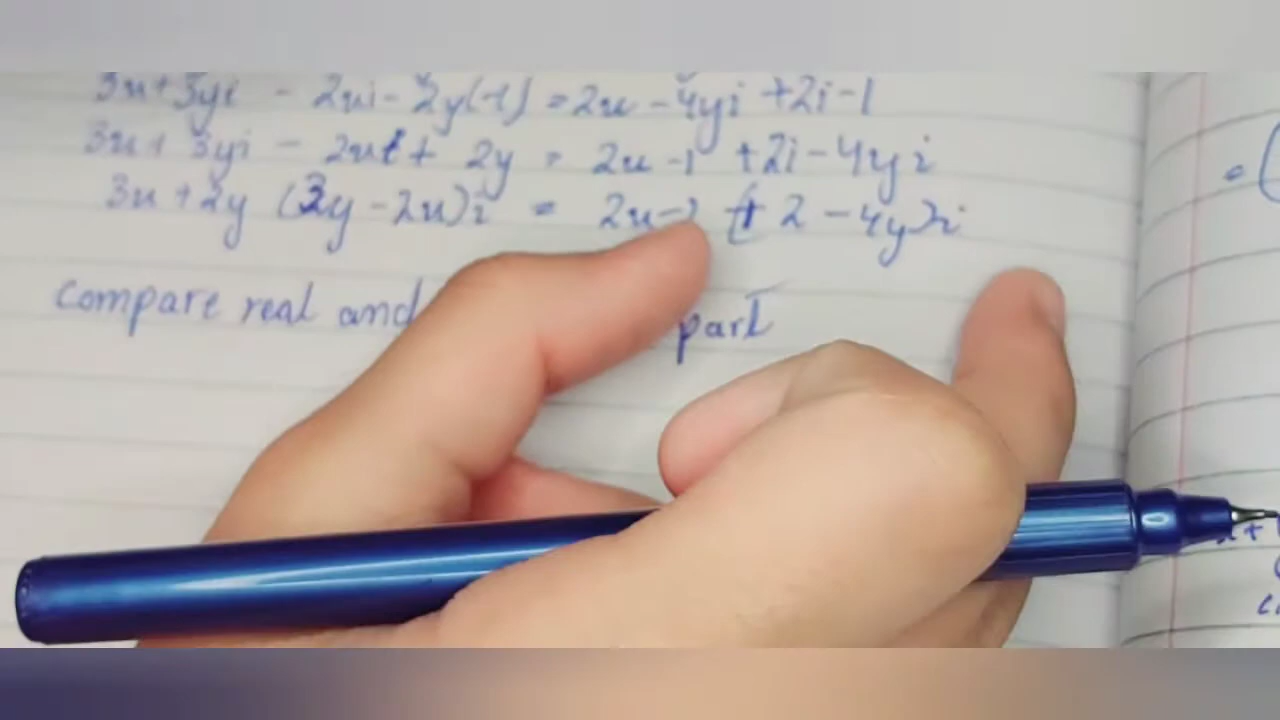 3x+3yi - 2xi - 2y(-1) = 2x - 4yi + 2i - 1
3x + 3yi - 2xi + 2y = 2x - 1 + 2i - 4yi
3x + 2y (3y - 2x)i = 2x - 1 + 2 - 4y)i
compare real and part